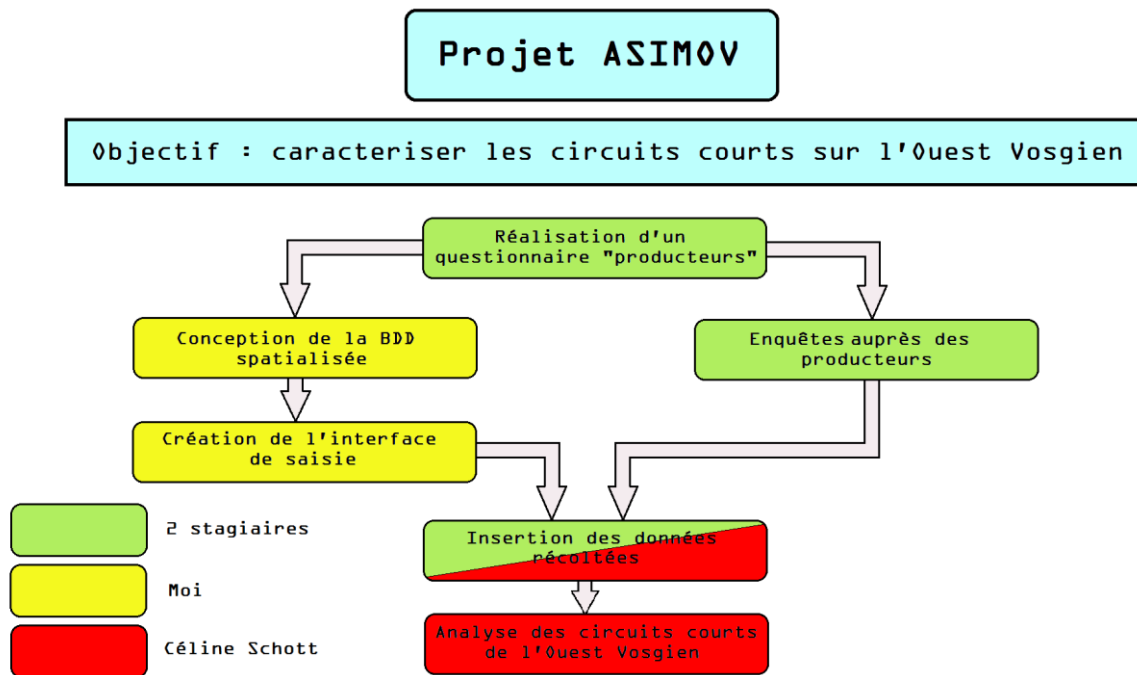 Projet ASIMOV
Objectif : caracteriser les circuits courts sur l'Ouest Vosgien
Réalisation d'un
questionnaire "producteurs"
Conception de la BDD
spatialisée
Enquêtes auprès des
producteurs
Création de l'interface
de saisie
2 stagiaires
Insertion des données
récoltées
Moi
Analyse des circuits courts
de l'Ouest Vosgien
Céline Schott